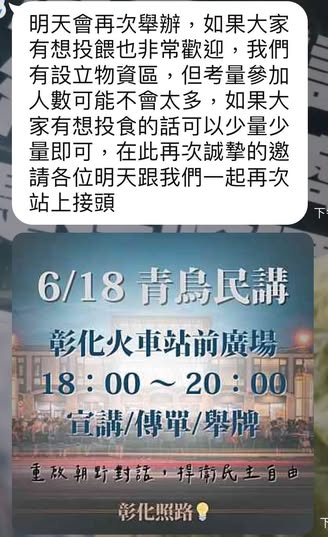 明天會再次舉辦，如果大家
有想投餵也非常歡迎，我們
有設立物資區，但考量參加
人數可能不會太多，如果大
家有想投食的話可以少量少
量即可，在此再次誠摯的邀
請各位明天跟我們一起再次
站上接頭
下
6/18 青鳥民講
彰化火車站前廣場
18：00～20：00
宣講/傳單/舉牌
重啟朝野對話，捍衛民主自由
彰化照路💡
下